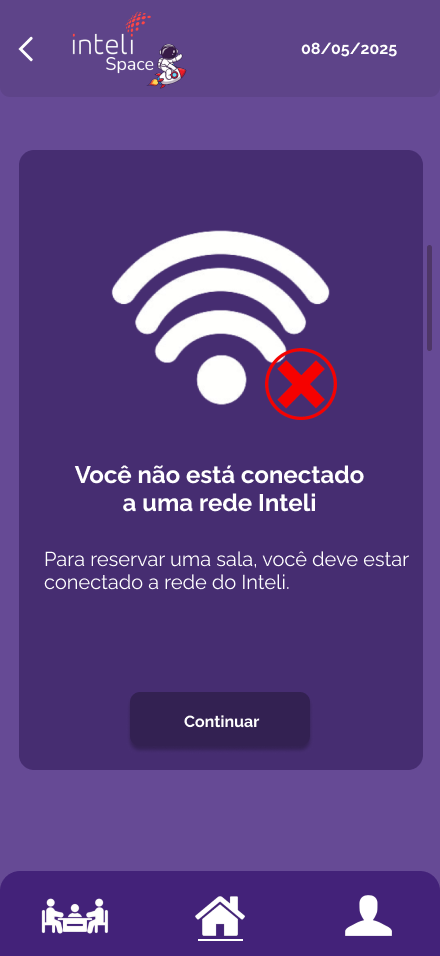 inteli
Space
08/05/2025
Você não está conectado
a uma rede Inteli
Para reservar uma sala, você deve estar
conectado a rede do Inteli.
Continuar